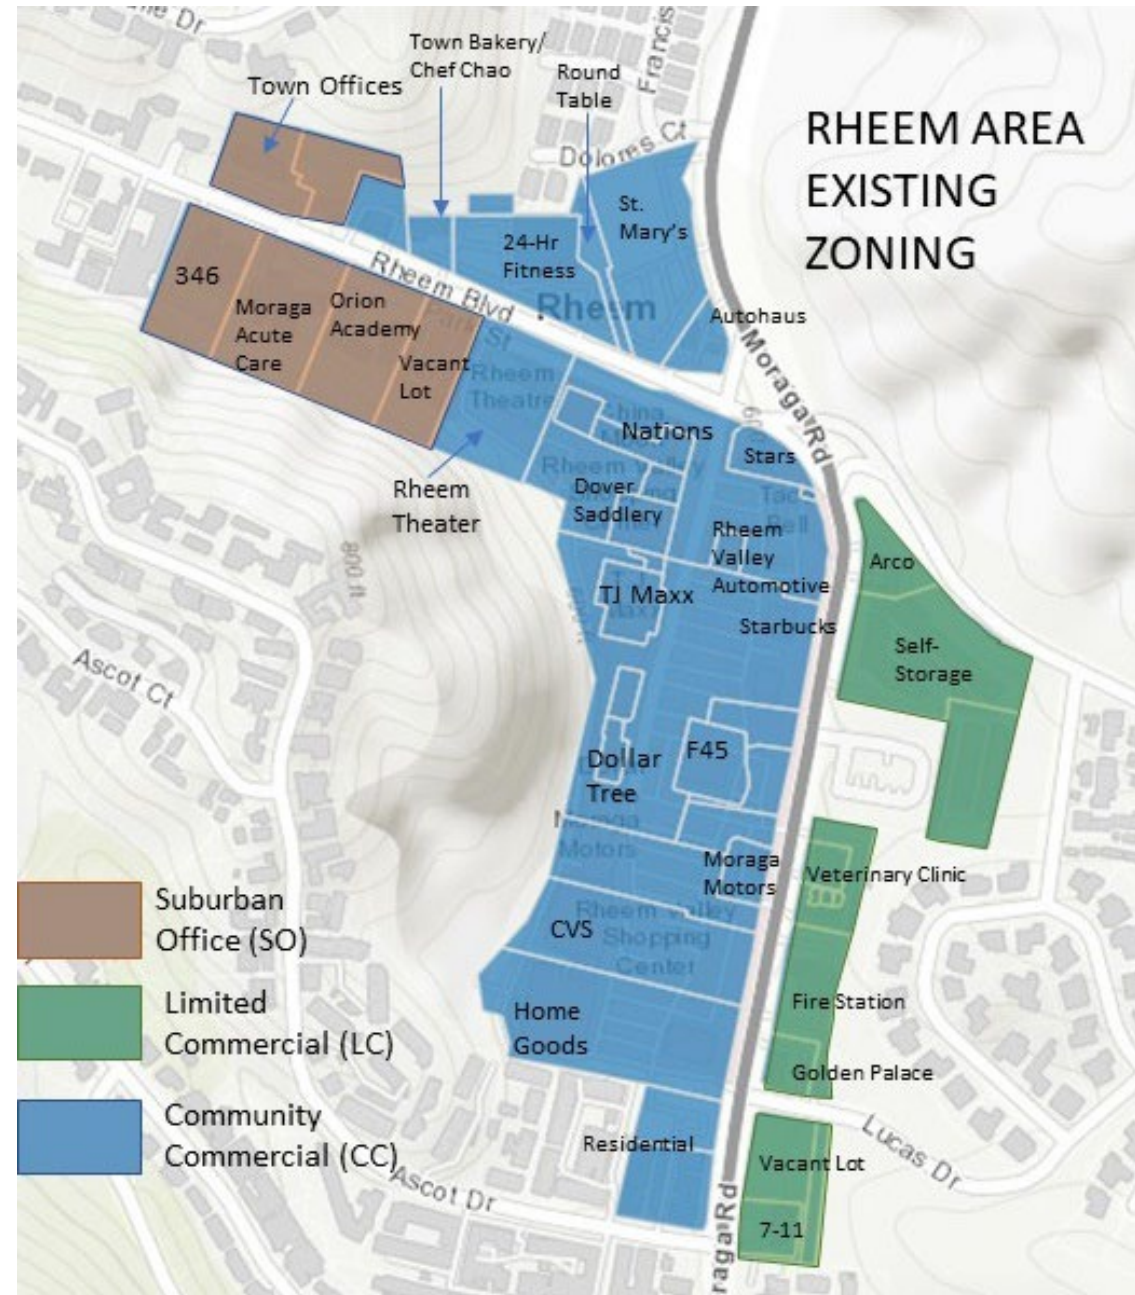 Town Bakery/
Chef Chao
Town Offices
Round
Table
Francis
Dolores Ct
RHEEM AREA
EXISTING
ZONING
St.
Mary's
24-Hr
Fitness
Rheem
Rheem Blvd
346
Moraga
Acute
Care
Orion
Academy
Vacant
Lot
Autohaus
Moraga Rd
Rheem
Theatre
Nations
Stars
Rheem
Theater
Rheem Valley
Dover
Saddlery
Rheem
Valley
Automotive
Arco
TJ Maxx
Starbucks
Self-
Storage
800 ft
Ascot Ct
Dollar
Tree
F45
Moraga
Motors
Moraga
Motors
Veterinary Clinic
CVS
Rheem Valley
Shopping
Center
Fire Station
Home
Goods
Golden Palace
Lucas Dr
Residential
Vacant Lot
7-11
Ascot Dr
raga Rd
Suburban
Office (SO)
Limited
Commercial (LC)
Community
Commercial (CC)